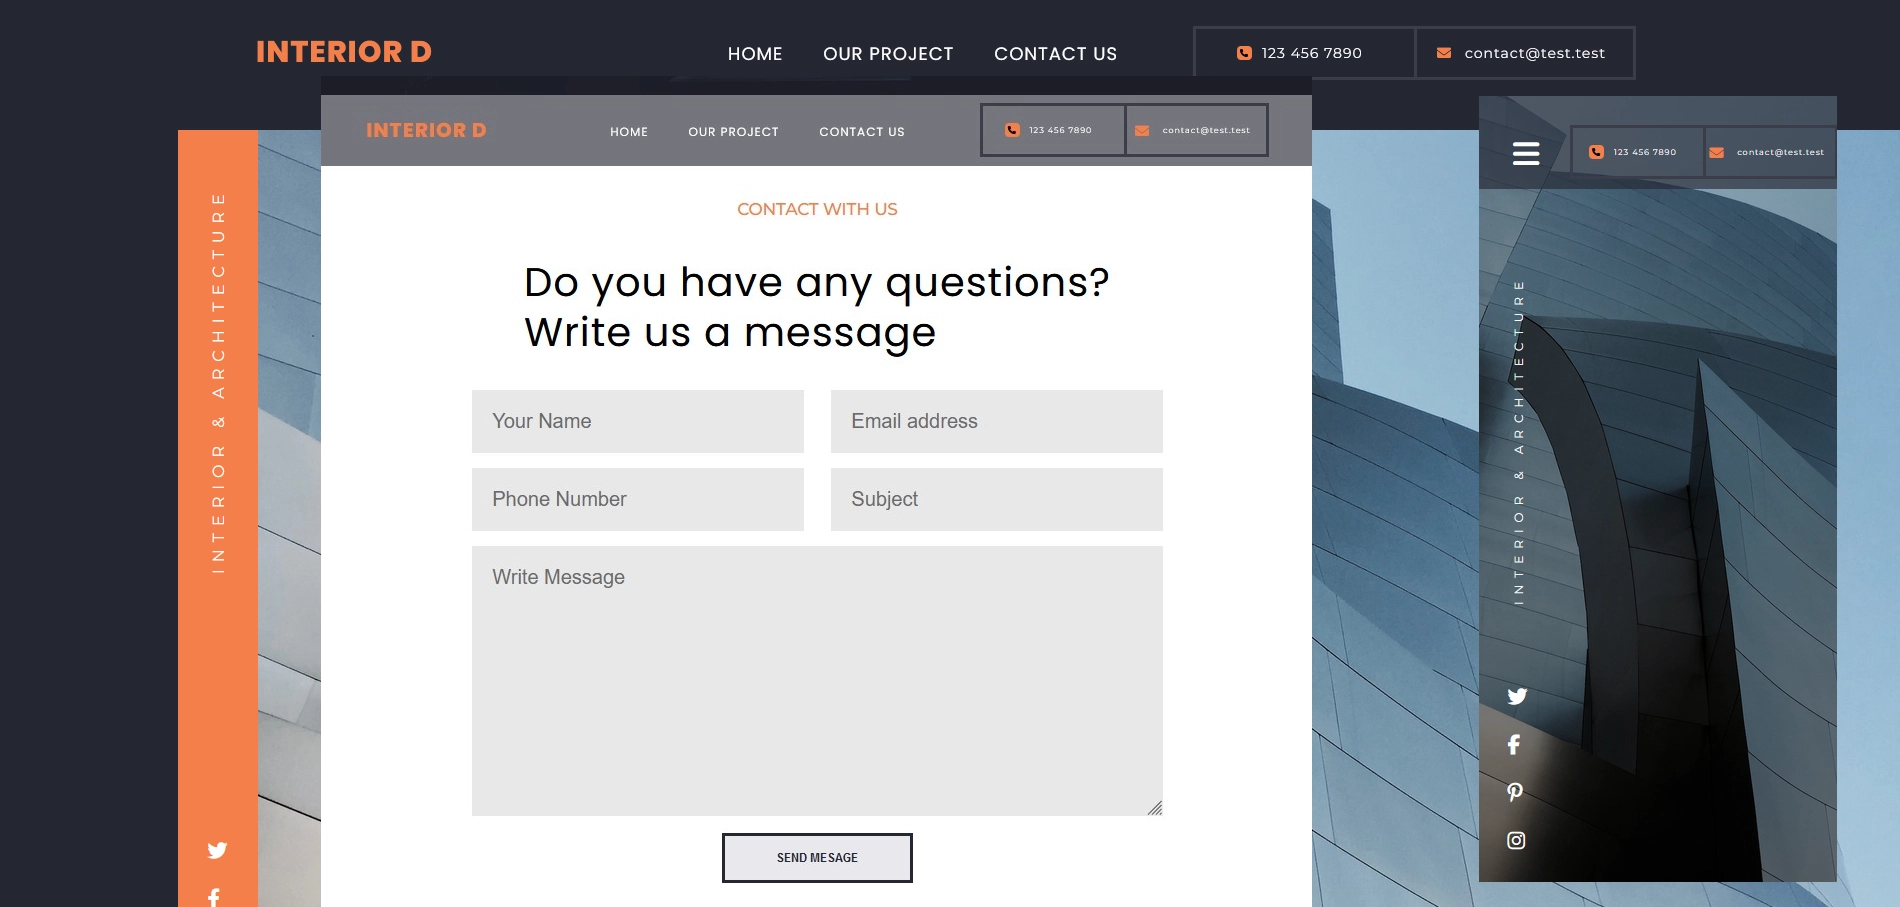 INTERIOR D
HOME OUR PROJECT CONTACT US
123 456 7890 contact@test.test
INTERIOR & ARCHITECTURE
INTERIOR D
HOME OUR PROJECT CONTACT US
123 456 7890 contact@test.test
CONTACT WITH US
Do you have any questions?
Write us a message
Your Name Email address
Phone Number Subject
Write Message
SEND MESAGE
123 456 7890 contact@test.test
INTERIOR & ARCHITECTURE